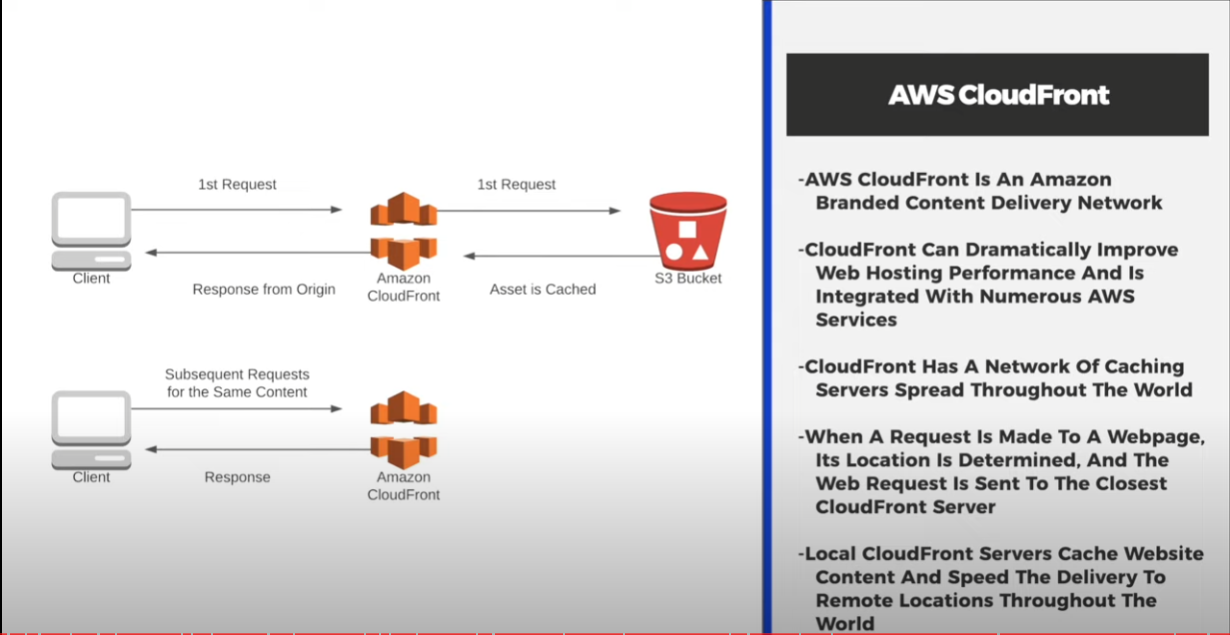 AWS CloudFront
1st Request
1st Request
Client
Amazon
CloudFront
S3 Bucket
Response from Origin
Asset is Cached
Subsequent Requests
for the Same Content
Client
Response
Amazon
CloudFront
-AWS CloudFront Is An Amazon
Branded Content Delivery Network
-CloudFront Can Dramatically Improve
Web Hosting Performance And Is
Integrated With Numerous AWS
Services
-CloudFront Has A Network Of Caching
Servers Spread Throughout The World
-When A Request Is Made To A Webpage,
Its Location Is Determined, And The
Web Request Is Sent To The Closest
CloudFront Server
-Local CloudFront Servers Cache Website
Content And Speed The Delivery To
Remote Locations Throughout The
World